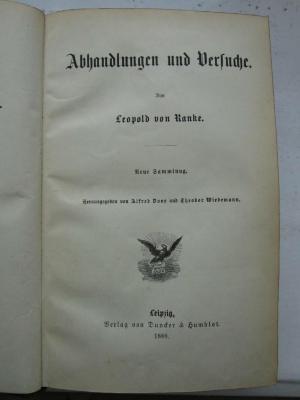 Abhandlungen und Versuche.
Von
Leopold von Ranke.
Neue Sammlung.
Herausgegeben von Alfred Dove und Theodor Wiedemann.
Leipzig,
Verlag von Duncker & Humblot.
1888.